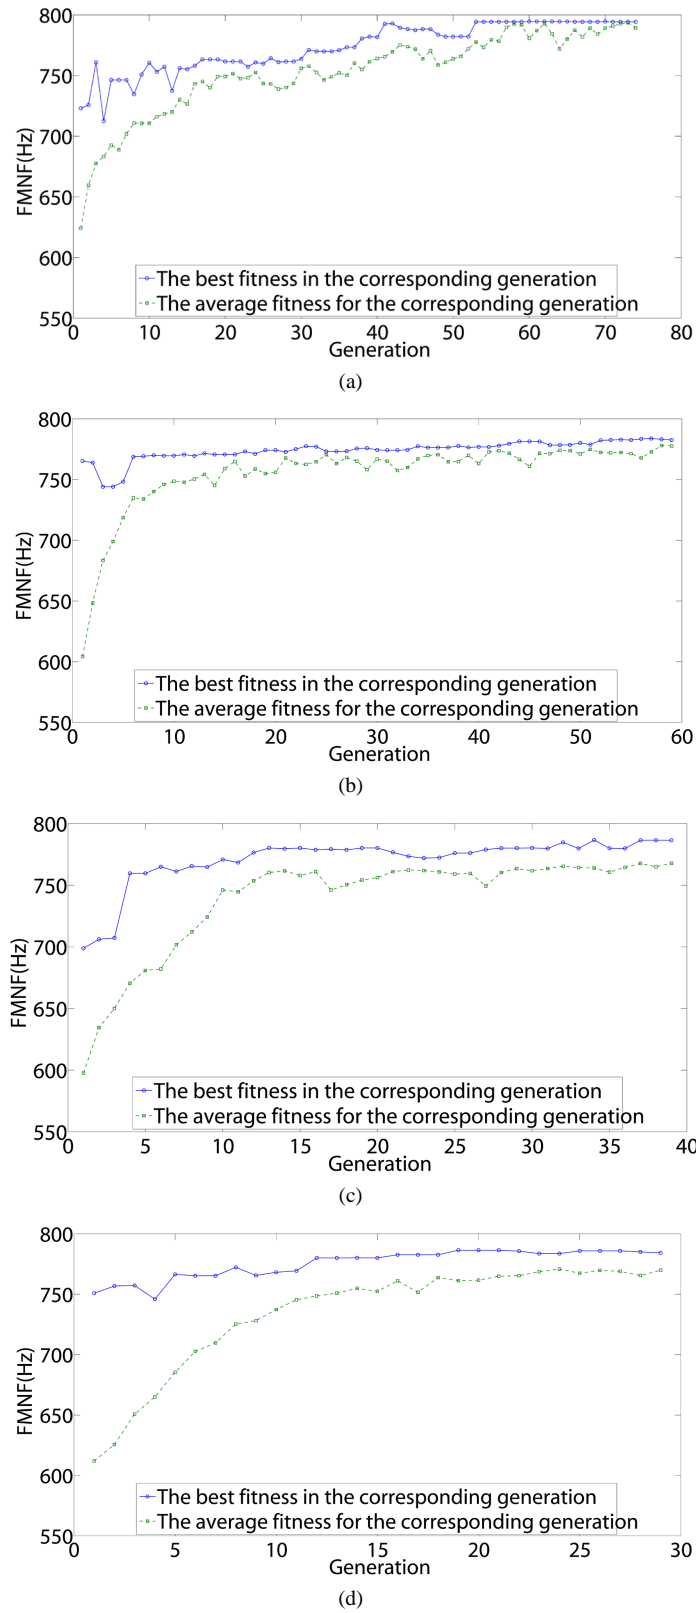 800
750
700
650
600
550
FMNF(Hz)
The best fitness in the corresponding generation
The average fitness for the corresponding generation
0 10 20 30 40 50 60 70 80
Generation
(a)
800
750
700
650
600
550
FMNF(Hz)
The best fitness in the corresponding generation
The average fitness for the corresponding generation
0 10 20 30 40 50 60
Generation
(b)
800
750
700
650
600
550
FMNF(Hz)
The best fitness in the corresponding generation
The average fitness for the corresponding generation
0 5 10 15 20 25 30 35 39 40
Generation
(c)
800
750
700
650
600
550
FMNF(Hz)
The best fitness in the corresponding generation
The average fitness for the corresponding generation
0 5 10 15 20 25 30
Generation
(d)